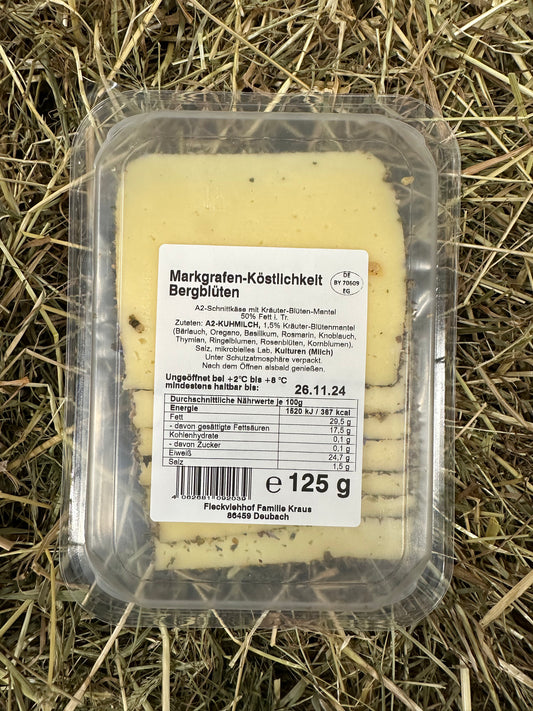 Markgrafen-Köstlichkeit
Bergblüten
DE
BY 70609
EG
A2-Schnittkäse mit Kräuter-Blüten-Mantel
50% Fett i. Tr.
Zutaten: A2-KUHMILCH, 1,5% Kräuter-Blütenmantel
(Bärlauch, Oregano, Basilikum, Rosmarin, Knoblauch,
Thymian, Ringelblumen, Rosenblüten, Kornblumen),
Salz, mikrobielles Lab, Kulturen (Milch)
Unter Schutzatmosphäre verpackt.
Nach dem Öffnen alsbald genießen.
Ungeöffnet bei +2°C bis +8 °C
mindestens haltbar bis: 26.11.24
Durchschnittliche Nährwerte je 100g
Energie 1520 kJ / 367 kcal
Fett 29,5 g
- davon gesättigte Fettsäuren 17,5 g
Kohlenhydrate 0,1 g
- davon Zucker 0,1 g
Eiweiß 24,7 g
Salz 1,5 g
4 062681 092039
e 125 g
Fleckviehhof Familie Kraus
86459 Deubach